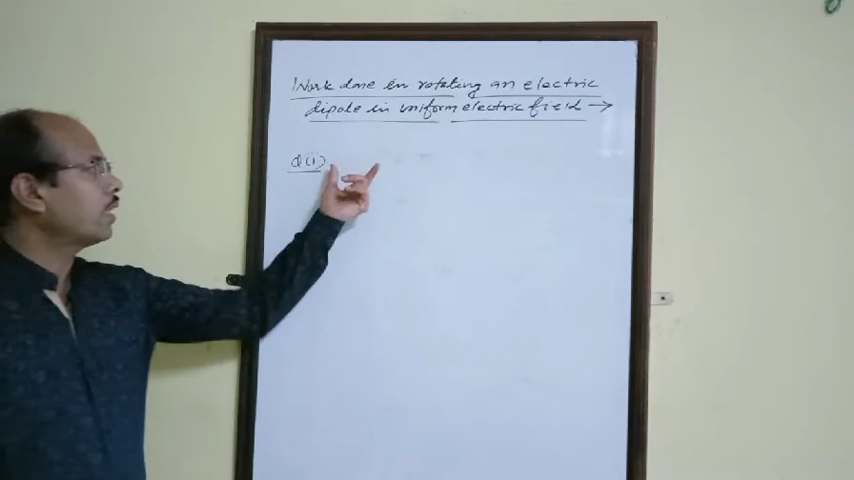 Work done in rotating an electric
dipole in uniform electric field →
Q(1)